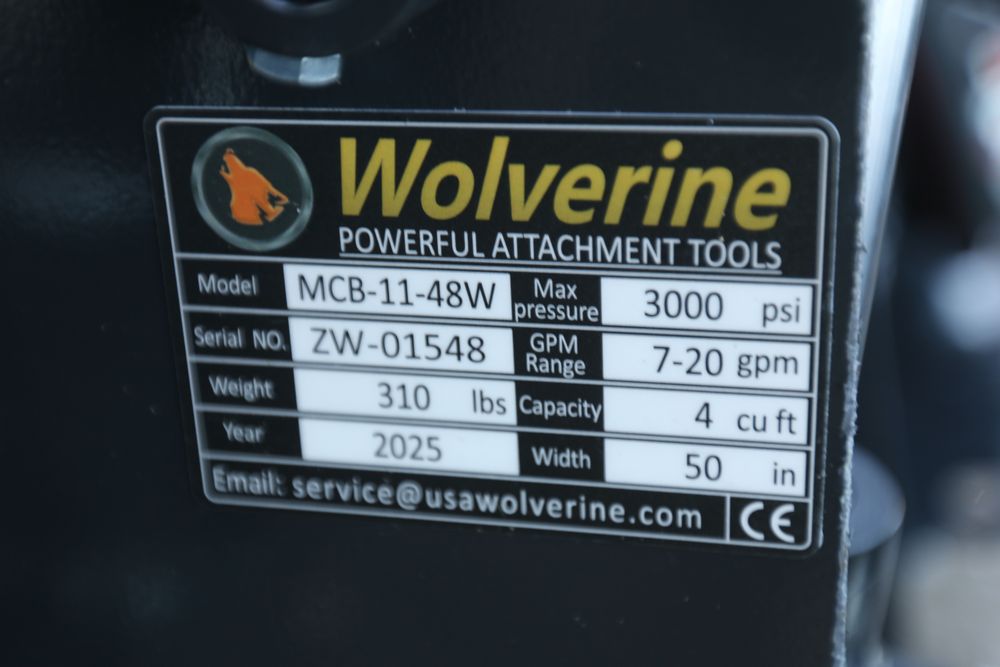 Wolverine
POWERFUL ATTACHMENT TOOLS
Model MCB-11-48W Max pressure 3000 psi
Serial NO. ZW-01548 GPM Range 7-20 gpm
Weight 310 lbs Capacity 4 cu ft
Year 2025 Width 50 in
Email: service@usawolverine.com CE